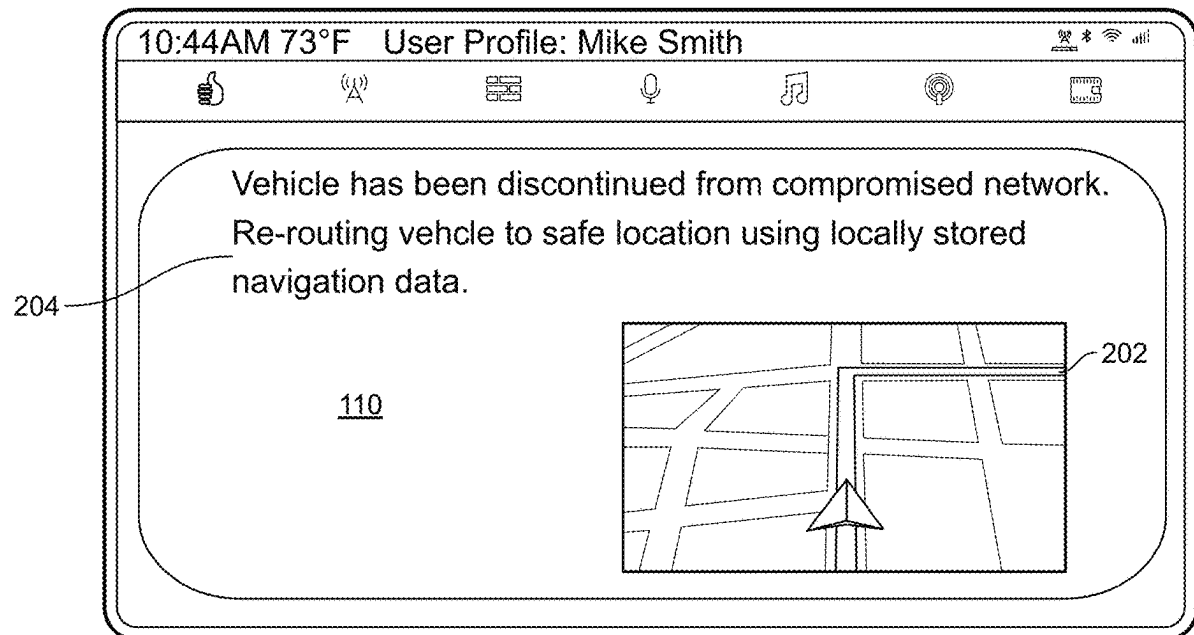 10:44AM 73°F User Profile: Mike Smith
Vehicle has been discontinued from compromised network.
Re-routing vehcle to safe location using locally stored
navigation data.
204
202
110